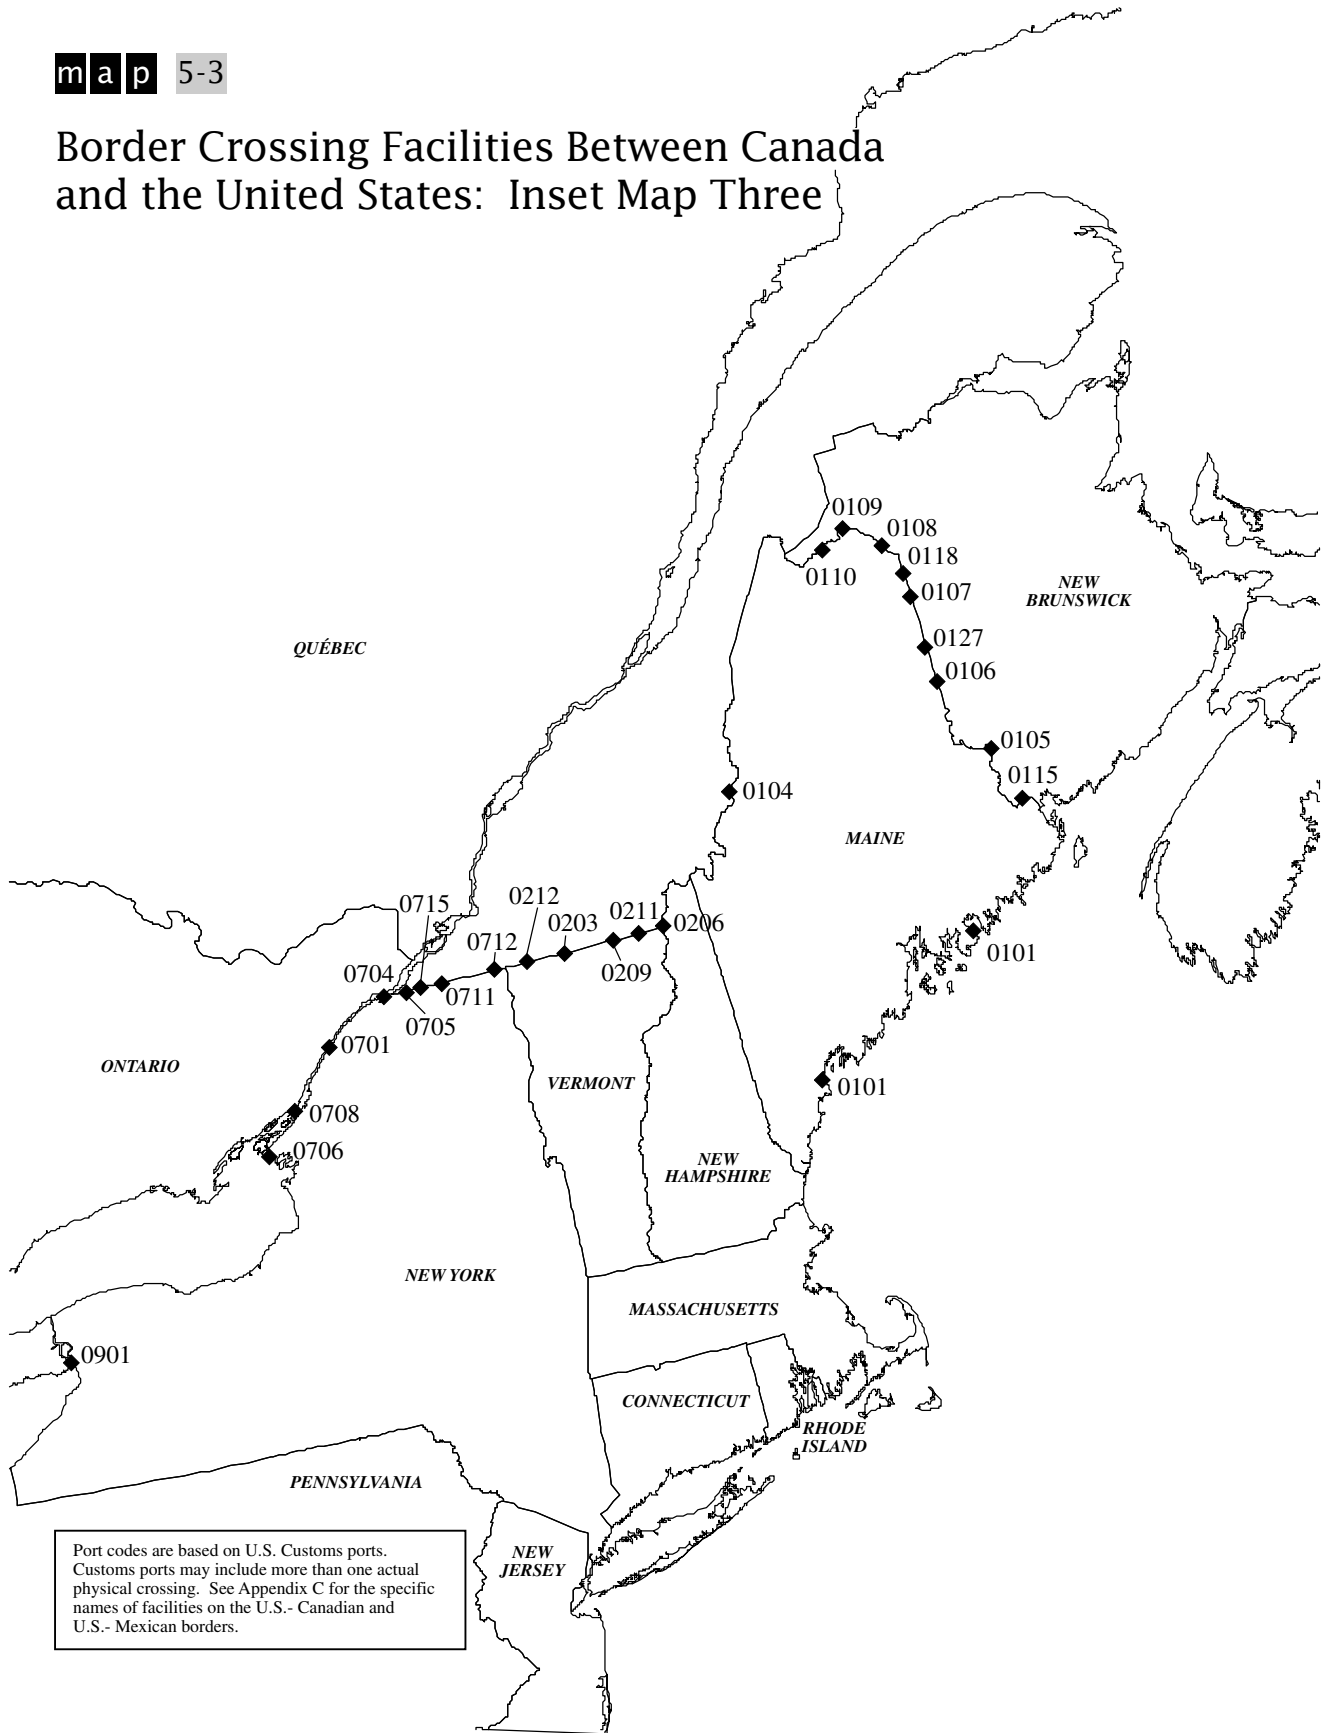 map 5-3
Border Crossing Facilities Between Canada
and the United States: Inset Map Three
0109
0108
0118
0110
0107
NEW
BRUNSWICK
0127
QUÉBEC
0106
0105
0115
0104
MAINE
0715
0212
0203
0211
0206
0712
0101
0209
0704
0711
0705
0701
ONTARIO
VERMONT
0101
0708
0706
NEW
HAMPSHIRE
NEW YORK
MASSACHUSETTS
0901
CONNECTICUT
RHODE
ISLAND
PENNSYLVANIA
NEW
JERSEY
Port codes are based on U.S. Customs ports.
Customs ports may include more than one actual
physical crossing. See Appendix C for the specific
names of facilities on the U.S.- Canadian and
U.S.- Mexican borders.